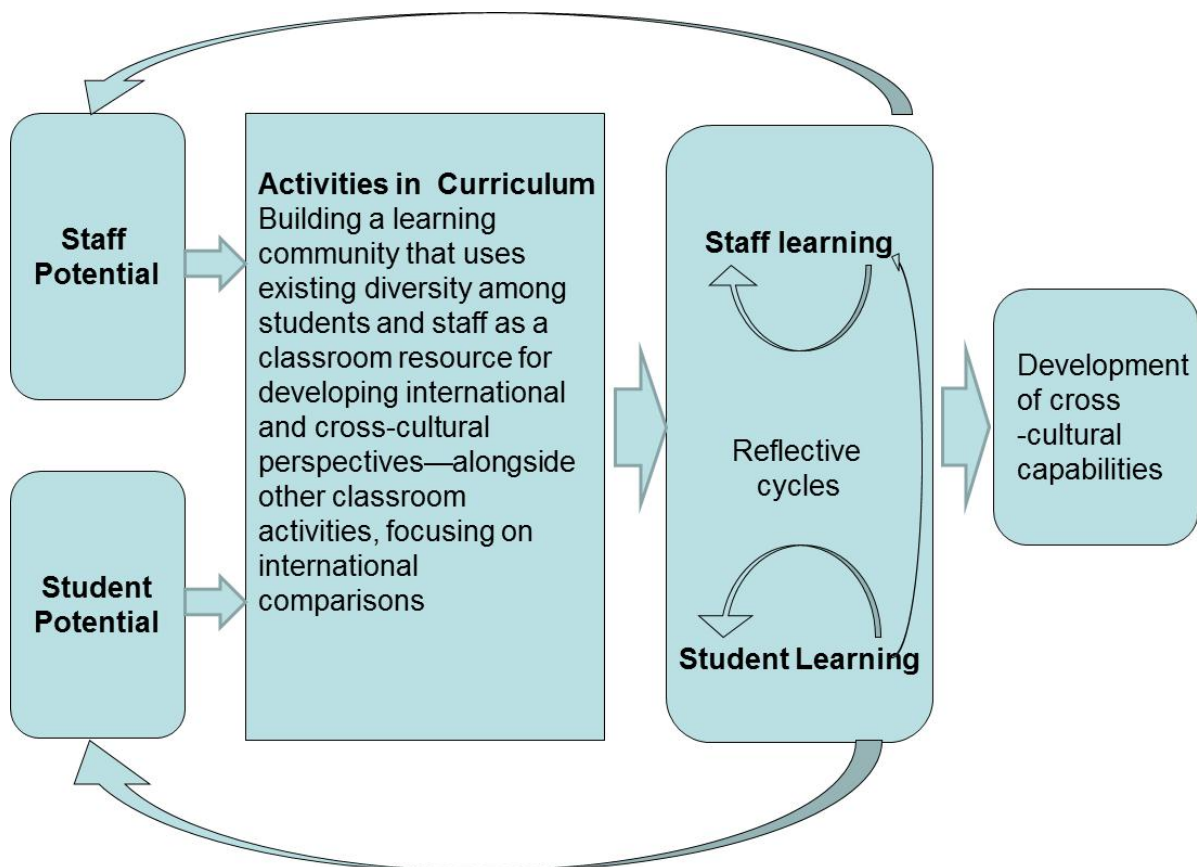 Staff
Potential
Student
Potential
Activities in Curriculum
Building a learning
community that uses
existing diversity among
students and staff as a
classroom resource for
developing international
and cross-cultural
perspectives—alongside
other classroom
activities, focusing on
international
comparisons
Staff learning
Reflective
cycles
Student Learning
Development
of cross
-cultural
capabilities